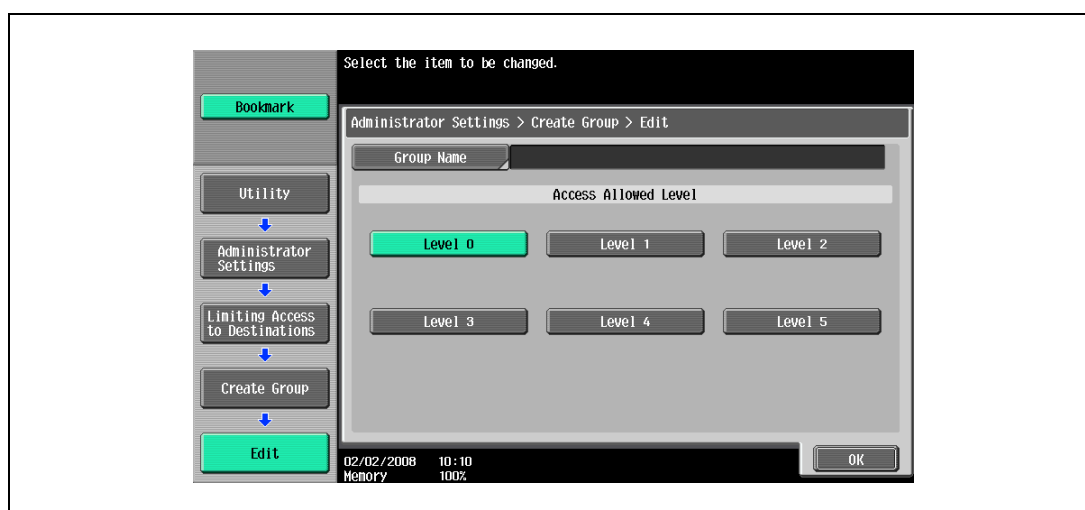 Select the item to be changed.
Bookmark
Administrator Settings > Create Group > Edit
Group Name
Utility
Access Allowed Level
Level 0
Level 1
Level 2
Administrator
Settings
Limiting Access
to Destinations
Level 3
Level 4
Level 5
Create Group
Edit
02/02/2008 10:10
Memory 100%
OK